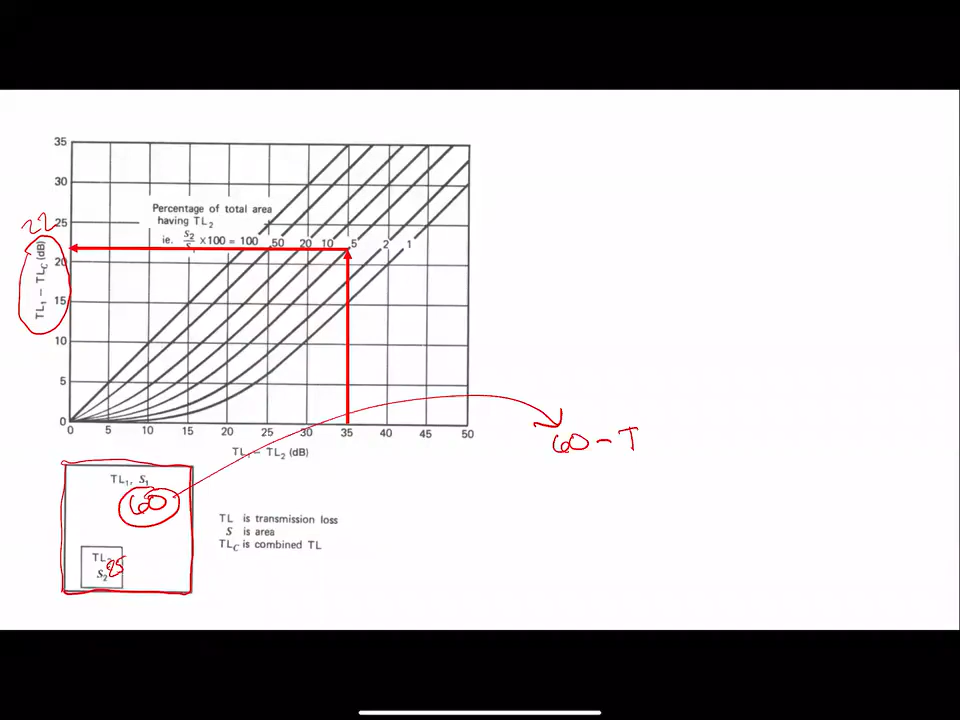 35
30
25
20
15
10
5
0
22
TL₁ − TL_C (dB)
Percentage of total area
having TL₂
ie. S₂/S₁ ×100 = 100 50 20 10 5 2 1
0 5 10 15 20 25 30 35 40 45 50
TL₁ − TL₂ (dB)
60 − T
TL₁, S₁
60
TL₂
S₂ 25
TL is transmission loss
S is area
TL_C is combined TL